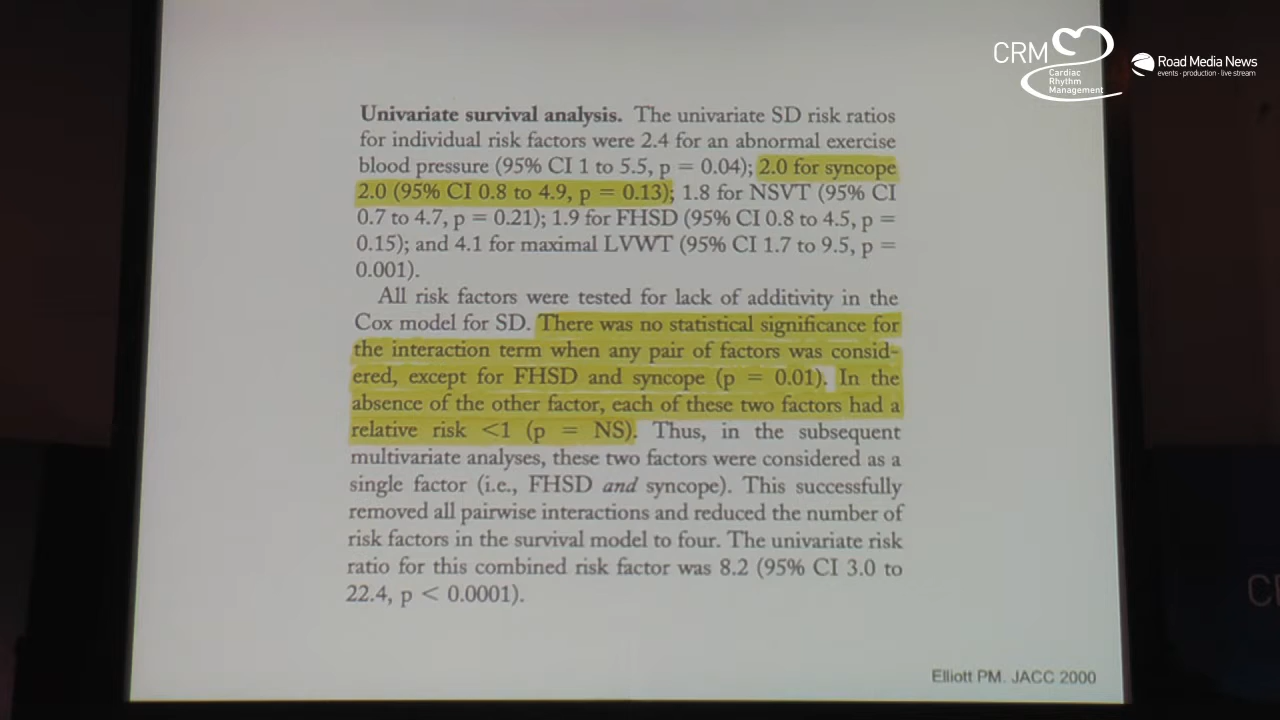 CRM
Cardiac
Rhythm
Management
Road Media News
events · production · live stream
Univariate survival analysis. The univariate SD risk ratios
for individual risk factors were 2.4 for an abnormal exercise
blood pressure (95% CI 1 to 5.5, p = 0.04); 2.0 for syncope
2.0 (95% CI 0.8 to 4.9, p = 0.13); 1.8 for NSVT (95% CI
0.7 to 4.7, p = 0.21); 1.9 for FHSD (95% CI 0.8 to 4.5, p =
0.15); and 4.1 for maximal LVWT (95% CI 1.7 to 9.5, p =
0.001).
All risk factors were tested for lack of additivity in the
Cox model for SD. There was no statistical significance for
the interaction term when any pair of factors was consid-
ered, except for FHSD and syncope (p = 0.01). In the
absence of the other factor, each of these two factors had a
relative risk <1 (p = NS). Thus, in the subsequent
multivariate analyses, these two factors were considered as a
single factor (i.e., FHSD and syncope). This successfully
removed all pairwise interactions and reduced the number of
risk factors in the survival model to four. The univariate risk
ratio for this combined risk factor was 8.2 (95% CI 3.0 to
22.4, p < 0.0001).
Elliott PM. JACC 2000